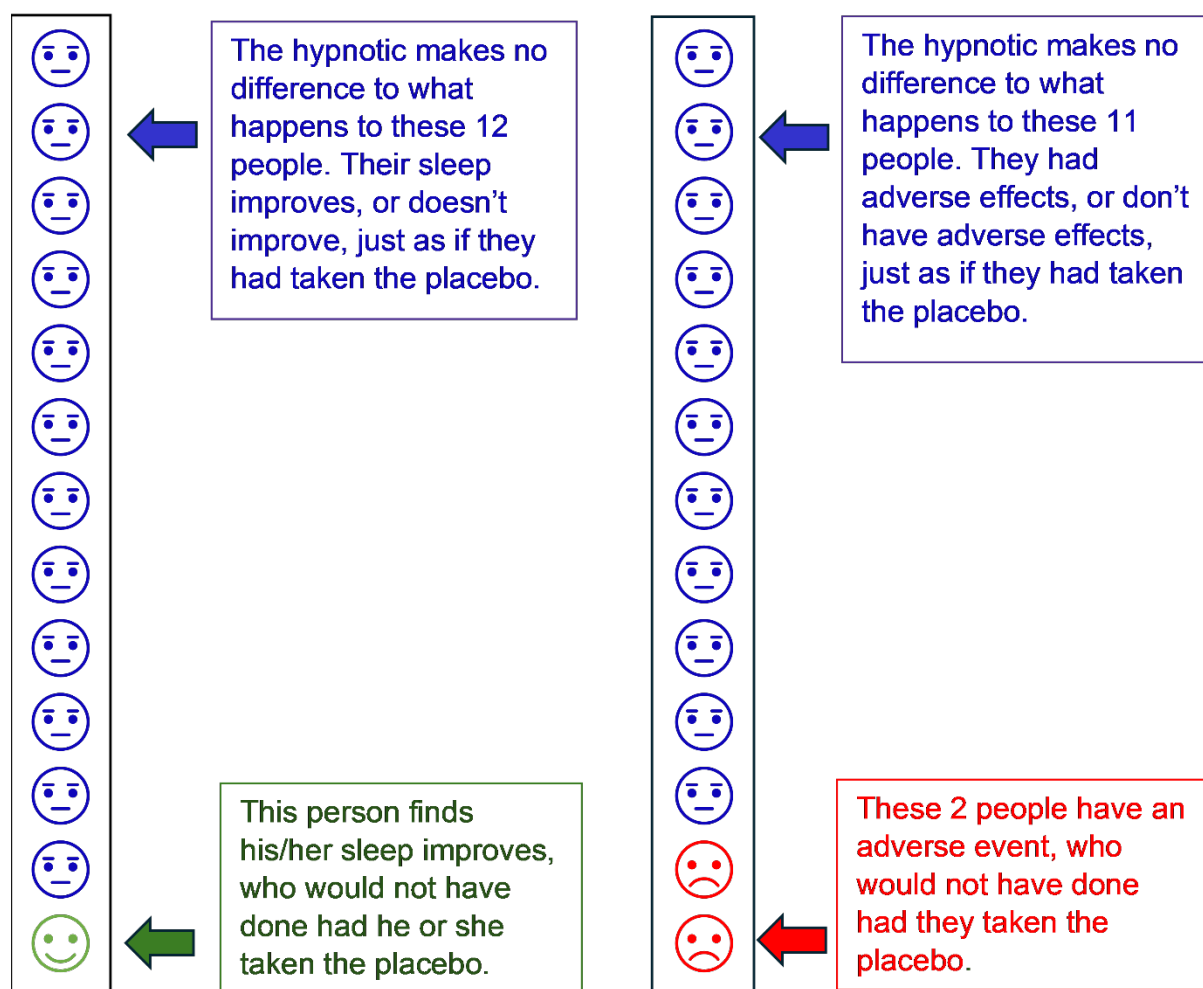 The hypnotic makes no
difference to what
happens to these 12
people. Their sleep
improves, or doesn’t
improve, just as if they
had taken the placebo.
The hypnotic makes no
difference to what
happens to these 11
people. They had
adverse effects, or don’t
have adverse effects,
just as if they had taken
the placebo.
This person finds
his/her sleep improves,
who would not have
done had he or she
taken the placebo.
These 2 people have an
adverse event, who
would not have done
had they taken the
placebo.